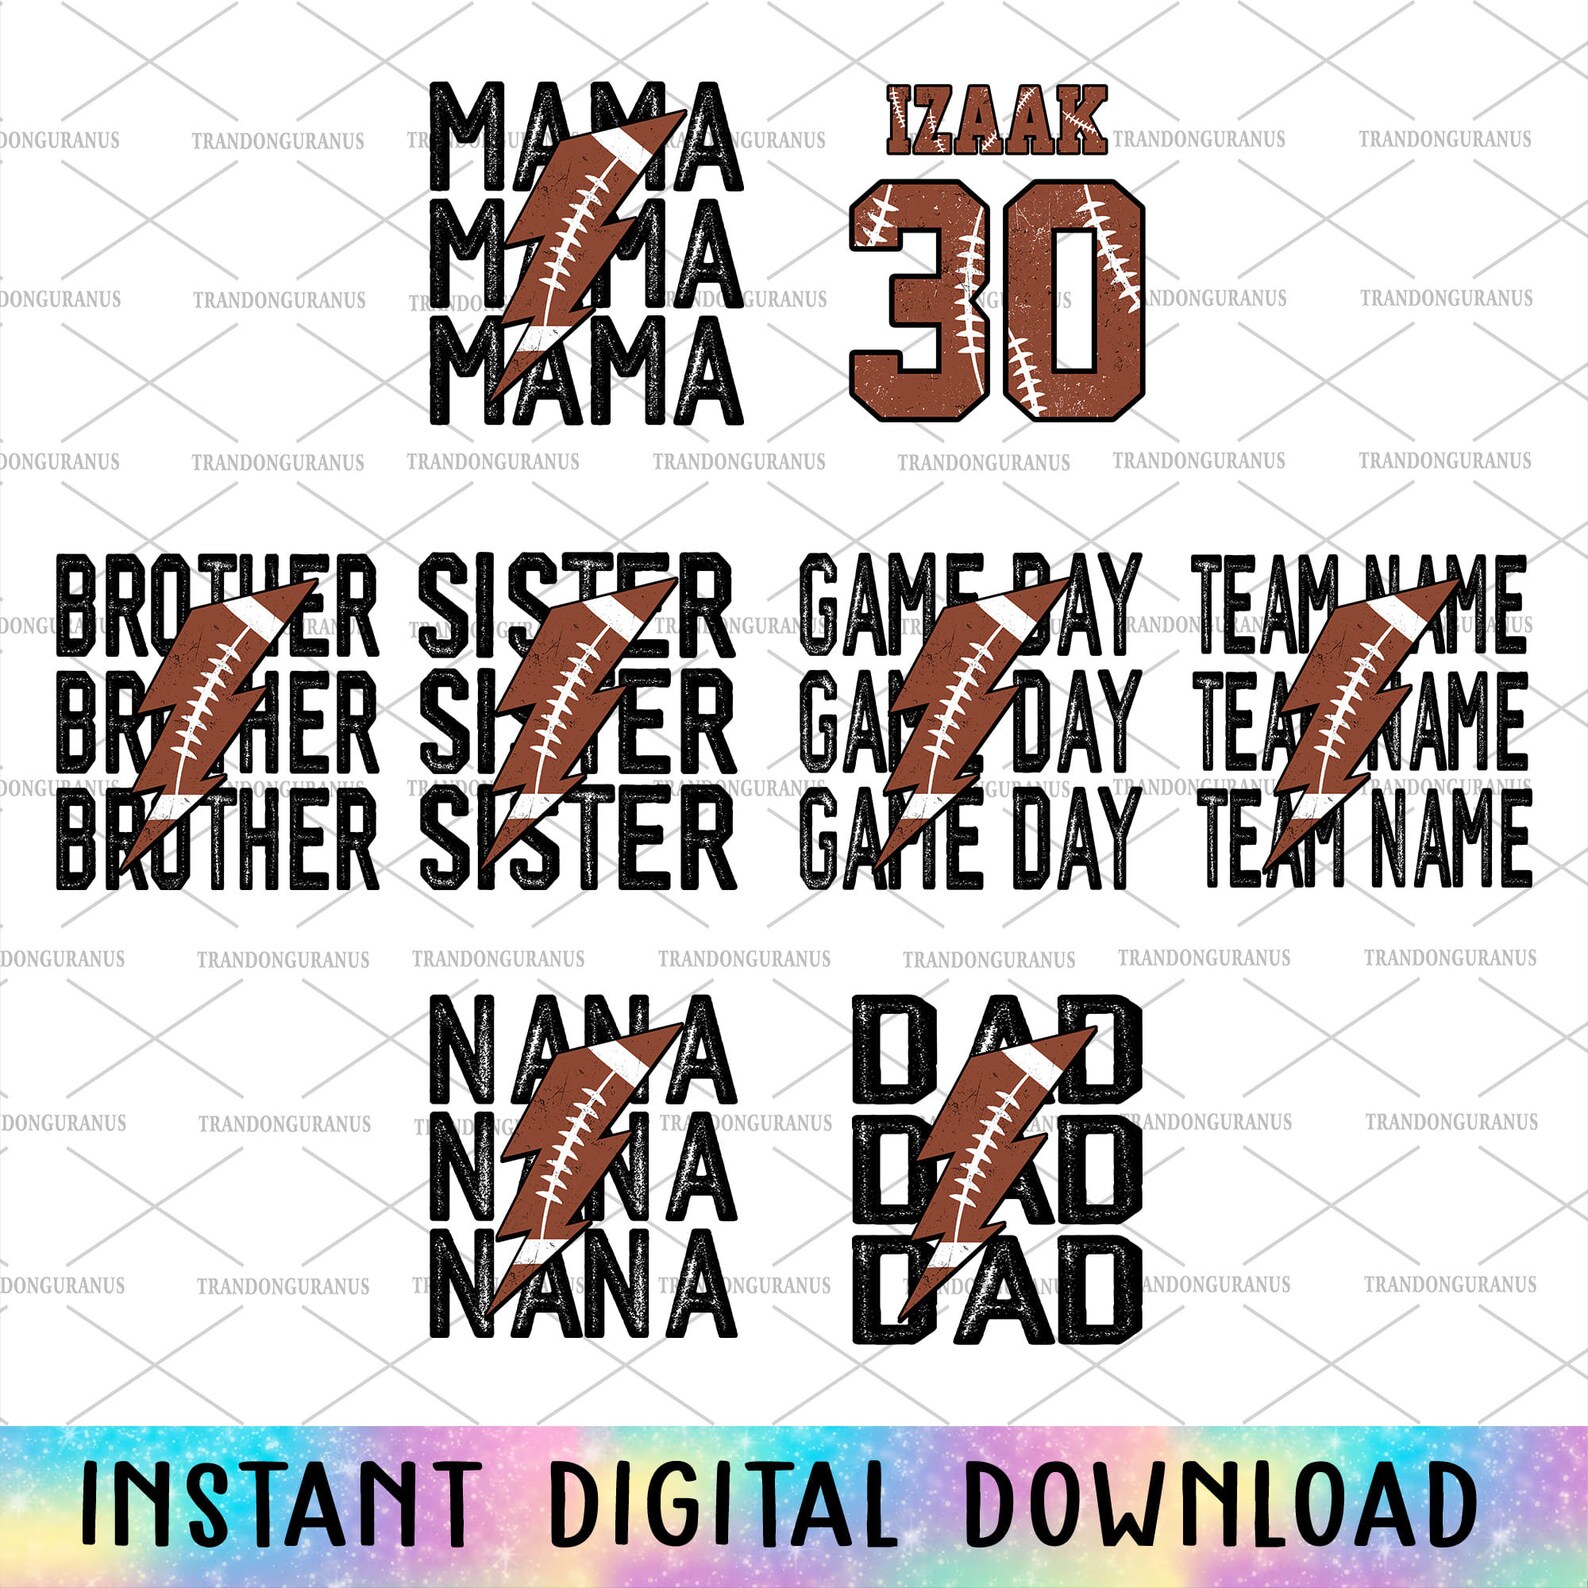 MAMA
MAMA
MAMA
IZAAK
30
BROTHER
BROTHER
BROTHER
SISTER
SISTER
SISTER
GAME DAY
GAME DAY
GAME DAY
TEAM NAME
TEAM NAME
TEAM NAME
NANA
NANA
NANA
DAD
DAD
DAD
TRANDONGURANUS
INSTANT DIGITAL DOWNLOAD